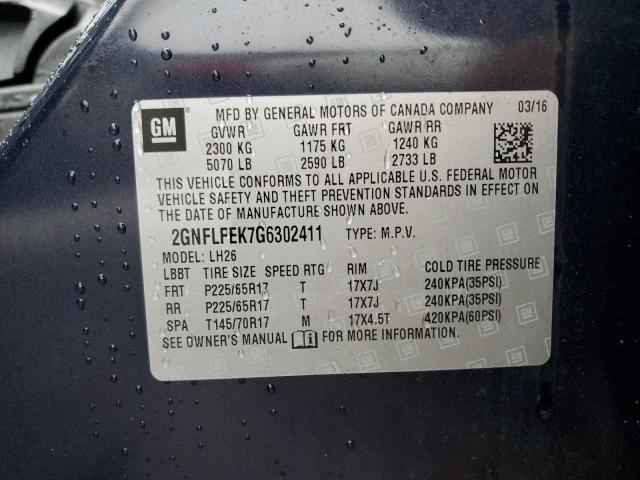 GM
MFD BY GENERAL MOTORS OF CANADA COMPANY 03/16
GVWR GAWR FRT GAWR RR
2300 KG 1175 KG 1240 KG
5070 LB 2590 LB 2733 LB
THIS VEHICLE CONFORMS TO ALL APPLICABLE U.S. FEDERAL MOTOR
VEHICLE SAFETY AND THEFT PREVENTION STANDARDS IN EFFECT ON
THE DATE OF MANUFACTURE SHOWN ABOVE.
2GNFLFEK7G6302411 TYPE: M.P.V.
MODEL: LH26
LBBT TIRE SIZE SPEED RTG RIM COLD TIRE PRESSURE
FRT P225/65R17 T 17X7J 240KPA(35PSI)
RR P225/65R17 T 17X7J 240KPA(35PSI)
SPA T145/70R17 M 17X4.5T 420KPA(60PSI)
SEE OWNER'S MANUAL FOR MORE INFORMATION.